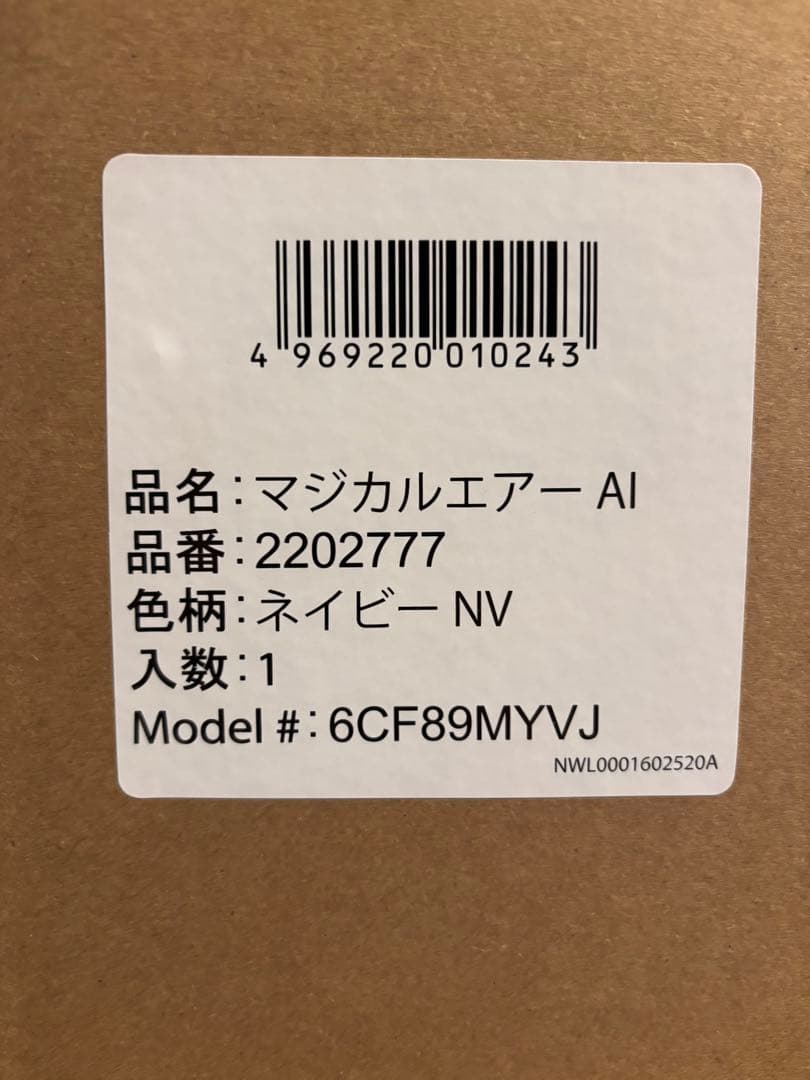 4 969220 010243
品名:マジカルエアー AI
品番:2202777
色柄:ネイビー NV
入数:1
Model #:6CF89MYVJ
NWL0001602520A